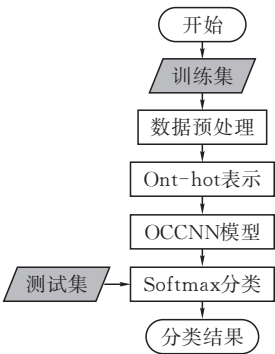 开始
训练集
数据预处理
Ont-hot表示
OCCNN模型
测试集
Softmax分类
分类结果